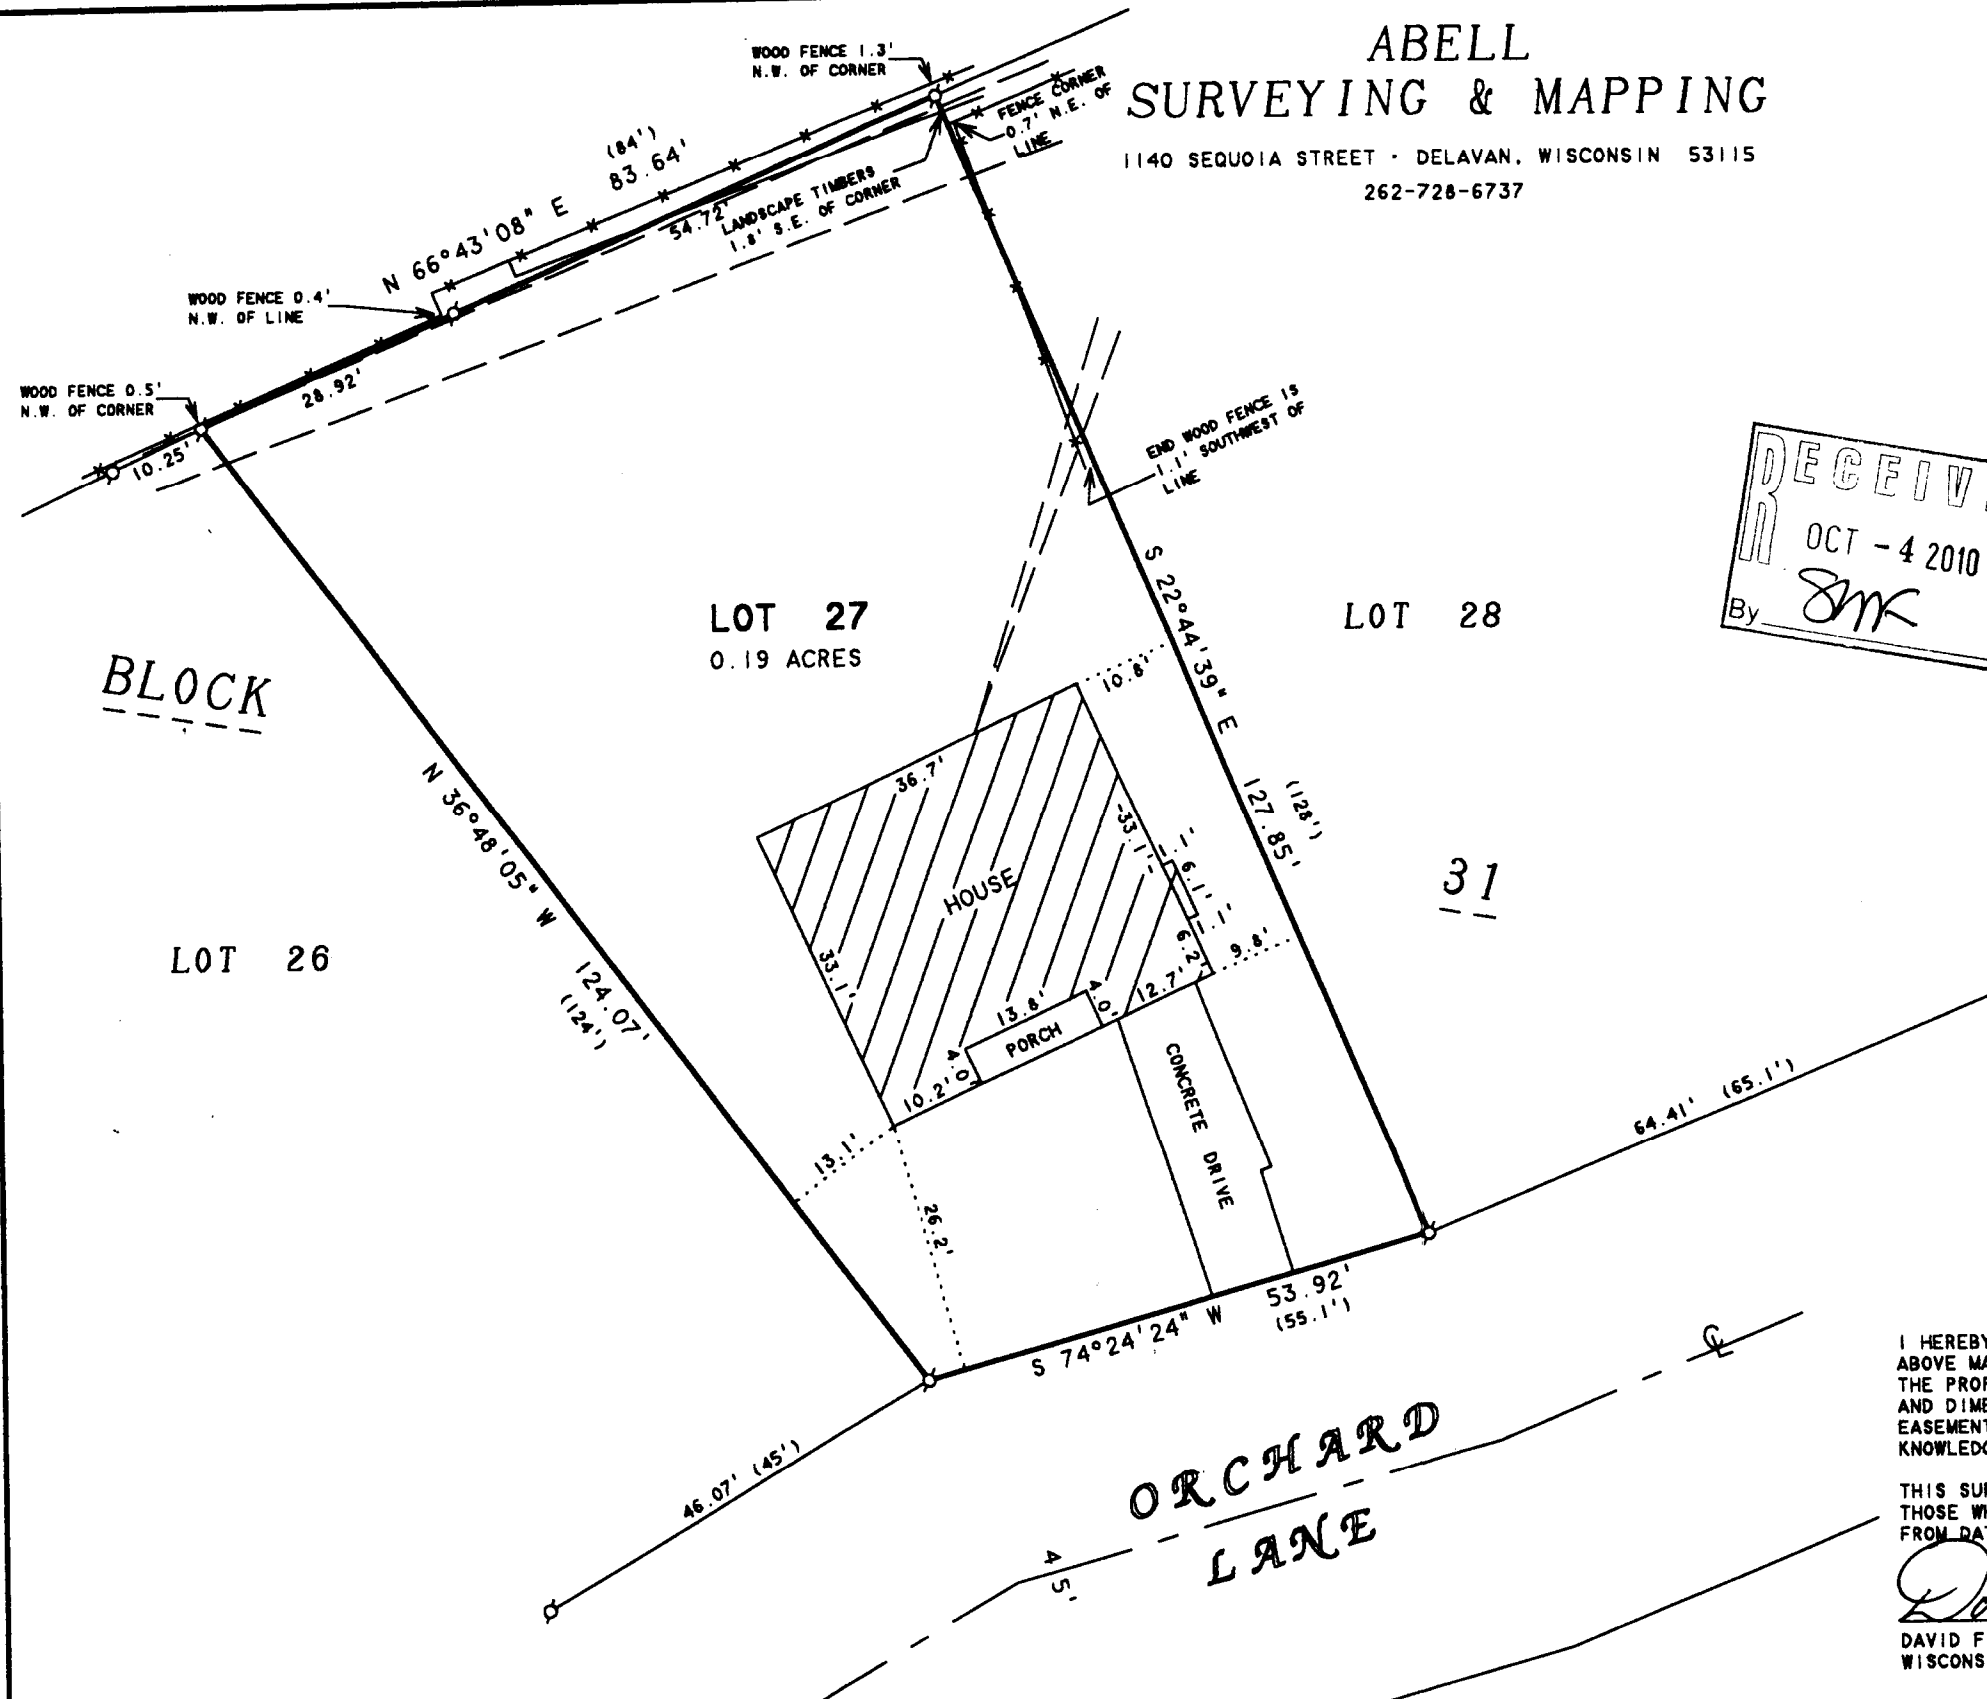 ABELL
SURVEYING & MAPPING
1140 SEQUOIA STREET - DELAVAN, WISCONSIN 53115
262-728-6737
WOOD FENCE 1.3'
N.W. OF CORNER
FENCE CORNER
0.7' N.E. OF
LINE
(84')
N 66°43'08" E 83.64'
54.72'
LANDSCAPE TIMBERS
1.8' S.E. OF CORNER
WOOD FENCE 0.4'
N.W. OF LINE
WOOD FENCE 0.5'
N.W. OF CORNER
28.92'
10.25'
END WOOD FENCE IS
1.1' SOUTHWEST OF
LINE
OCT -4 2010
By
LOT 27
0.19 ACRES
S 22°44'39" E 127.85'
(128')
LOT 28
BLOCK
31
LOT 26
N 36°48'05" W 124.07'
(124')
10.8'
36.7'
33.1'
1.1'
6.1'
1.1'
6.2'
9.8'
HOUSE
33.1'
13.8'
4.0'
12.7'
PORCH
4.0'
10.2'
CONCRETE DRIVE
13.1'
26.2'
64.41' (65.1')
S 74°24'24" W 53.92'
(55.1')
46.07' (45')
ORCHARD
LANE
45'
I HEREBY
ABOVE
THE
AND
KNOWLEDG
THIS
THOSE
FROM
DAVID F
WISCONS